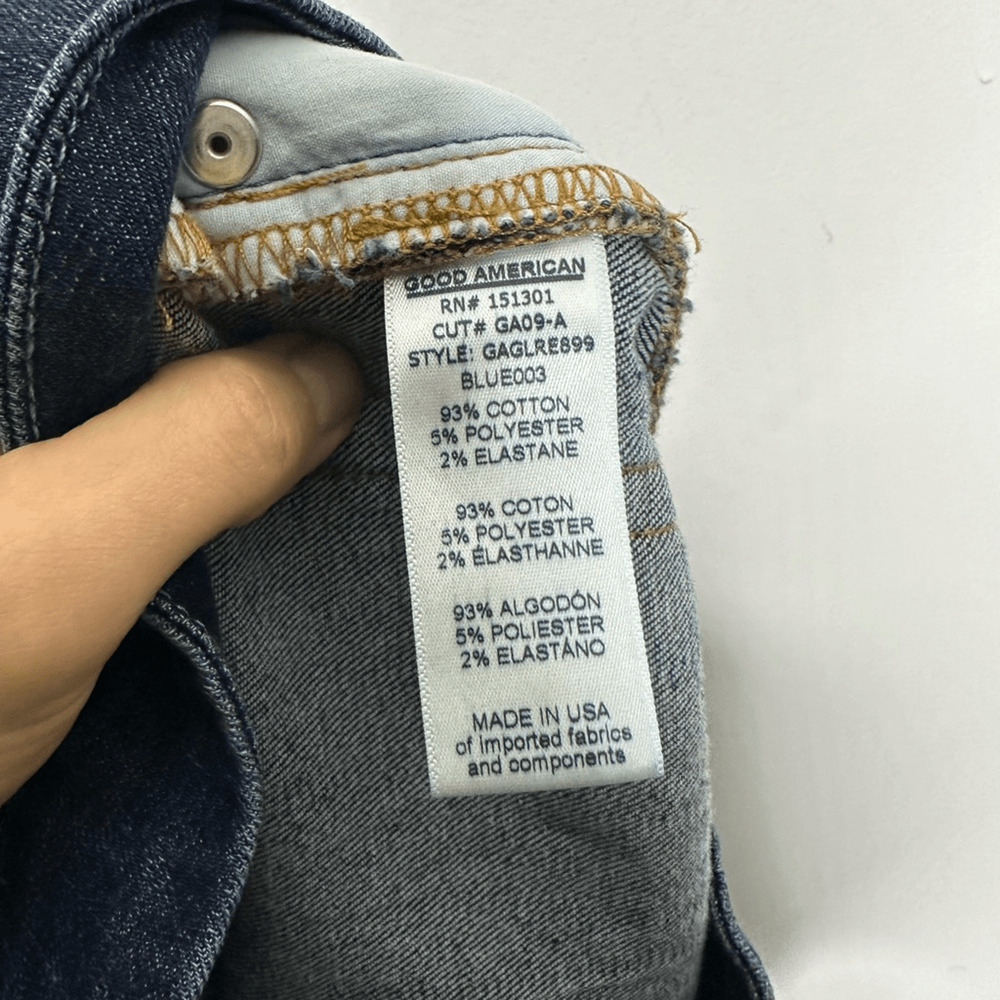 GOOD AMERICAN
RN# 151301
CUT# GA09-A
STYLE: GAGLRE899
BLUE003
93% COTTON
5% POLYESTER
2% ELASTANE
93% COTON
5% POLYESTER
2% ÉLASTHANNE
93% ALGODÓN
5% POLIESTER
2% ELASTÁNO
MADE IN USA
of imported fabrics
and components